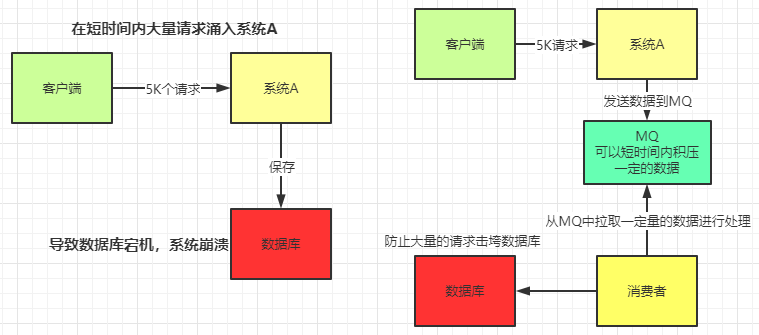 在短时间内大量请求涌入系统A
客户端
5K个请求
系统A
保存
导致数据库宕机，系统崩溃
数据库
客户端
5K请求
系统A
发送数据到MQ
MQ
可以短时间内积压
一定的数据
从MQ中拉取一定量的数据进行处理
防止大量的请求击垮数据库
数据库
消费者